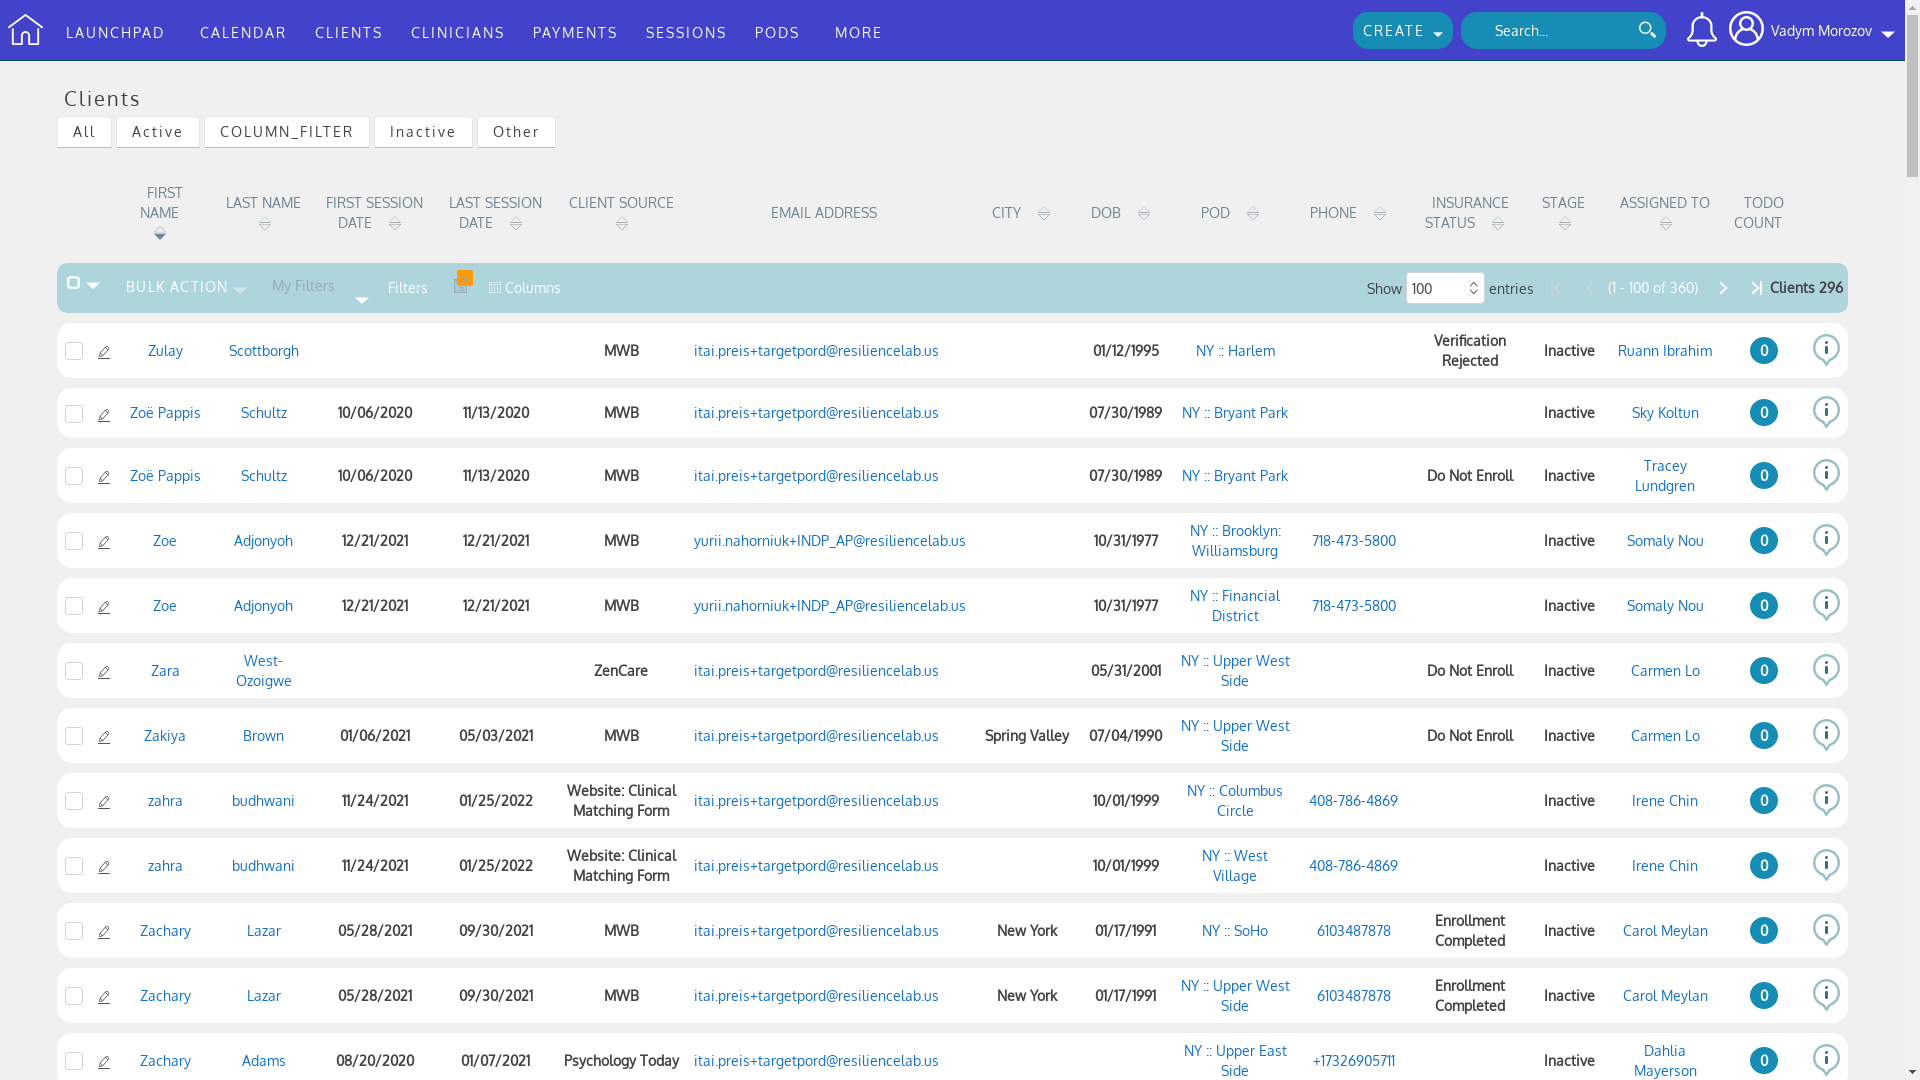 LAUNCHPAD CALENDAR CLIENTS CLINICIANS PAYMENTS SESSIONS PODS MORE CREATE Search... Vadym Morozov
Clients
All Active COLUMN_FILTER Inactive Other
FIRST NAME LAST NAME FIRST SESSION DATE LAST SESSION DATE CLIENT SOURCE EMAIL ADDRESS CITY DOB POD PHONE INSURANCE STATUS STAGE ASSIGNED TO TODO COUNT
BULK ACTION My Filters Filters Columns Show 100 entries (1 - 100 of 360) Clients 296
Zulay Scottborgh MWB itai.preis+targetpord@resiliencelab.us 01/12/1995 NY :: Harlem Verification Rejected Inactive Ruann Ibrahim 0
Zoë Pappis Schultz 10/06/2020 11/13/2020 MWB itai.preis+targetpord@resiliencelab.us 07/30/1989 NY :: Bryant Park Inactive Sky Koltun 0
Zoë Pappis Schultz 10/06/2020 11/13/2020 MWB itai.preis+targetpord@resiliencelab.us 07/30/1989 NY :: Bryant Park Do Not Enroll Inactive Tracey Lundgren 0
Zoe Adjonyoh 12/21/2021 12/21/2021 MWB yurii.nahorniuk+INDP_AP@resiliencelab.us 10/31/1977 NY :: Brooklyn: Williamsburg 718-473-5800 Inactive Somaly Nou 0
Zoe Adjonyoh 12/21/2021 12/21/2021 MWB yurii.nahorniuk+INDP_AP@resiliencelab.us 10/31/1977 NY :: Financial District 718-473-5800 Inactive Somaly Nou 0
Zara West-Ozoigwe ZenCare itai.preis+targetpord@resiliencelab.us 05/31/2001 NY :: Upper West Side Do Not Enroll Inactive Carmen Lo 0
Zakiya Brown 01/06/2021 05/03/2021 MWB itai.preis+targetpord@resiliencelab.us Spring Valley 07/04/1990 NY :: Upper West Side Do Not Enroll Inactive Carmen Lo 0
zahra budhwani 11/24/2021 01/25/2022 Website: Clinical Matching Form itai.preis+targetpord@resiliencelab.us 10/01/1999 NY :: Columbus Circle 408-786-4869 Inactive Irene Chin 0
zahra budhwani 11/24/2021 01/25/2022 Website: Clinical Matching Form itai.preis+targetpord@resiliencelab.us 10/01/1999 NY :: West Village 408-786-4869 Inactive Irene Chin 0
Zachary Lazar 05/28/2021 09/30/2021 MWB itai.preis+targetpord@resiliencelab.us New York 01/17/1991 NY :: SoHo 6103487878 Enrollment Completed Inactive Carol Meylan 0
Zachary Lazar 05/28/2021 09/30/2021 MWB itai.preis+targetpord@resiliencelab.us New York 01/17/1991 NY :: Upper West Side 6103487878 Enrollment Completed Inactive Carol Meylan 0
Zachary Adams 08/20/2020 01/07/2021 Psychology Today itai.preis+targetpord@resiliencelab.us NY :: Upper East Side +17326905711 Inactive Dahlia Mayerson 0